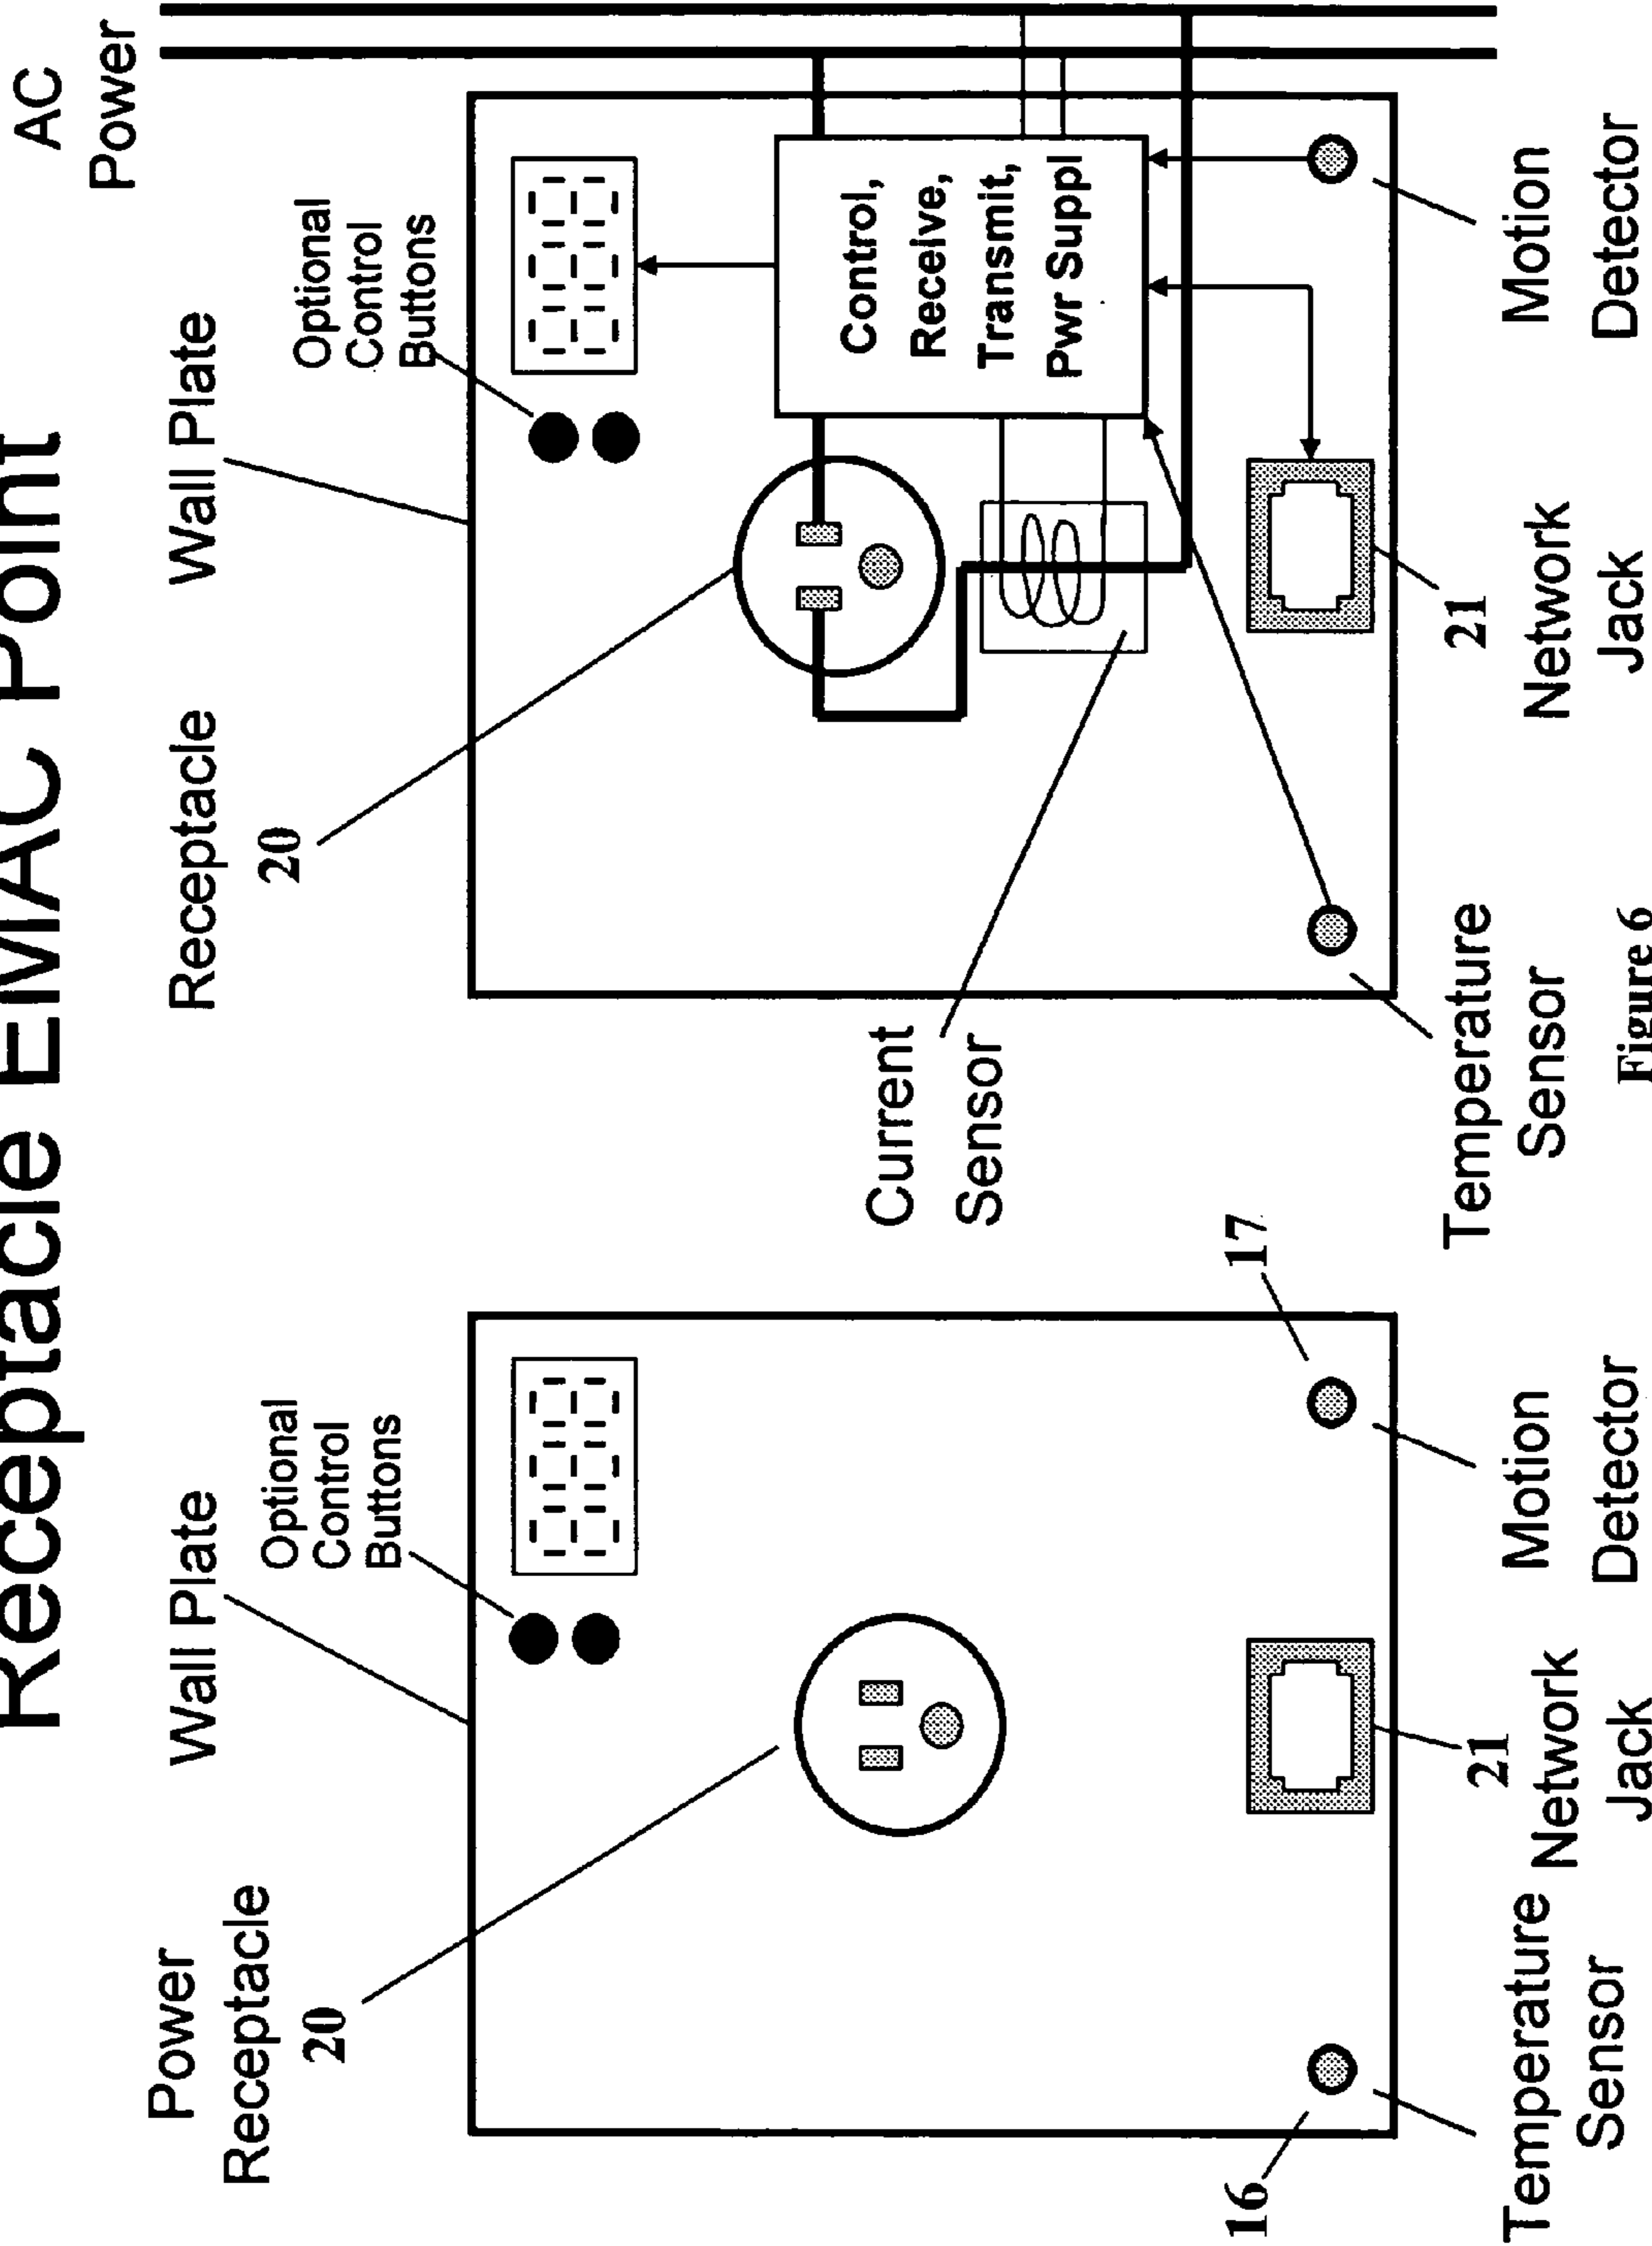 Receptacle EMAC Point
AC
Power
Power
Receptacle
20
Wall Plate
Optional
Control
Buttons
16
Temperature
Sensor
21
Network
Jack
17
Motion
Detector
Receptacle
20
Wall Plate
Optional
Control
Buttons
Current
Sensor
Control,
Receive,
Transmit,
Pwr Suppl
Temperature
Sensor
21
Network
Jack
Motion
Detector
Figure 6